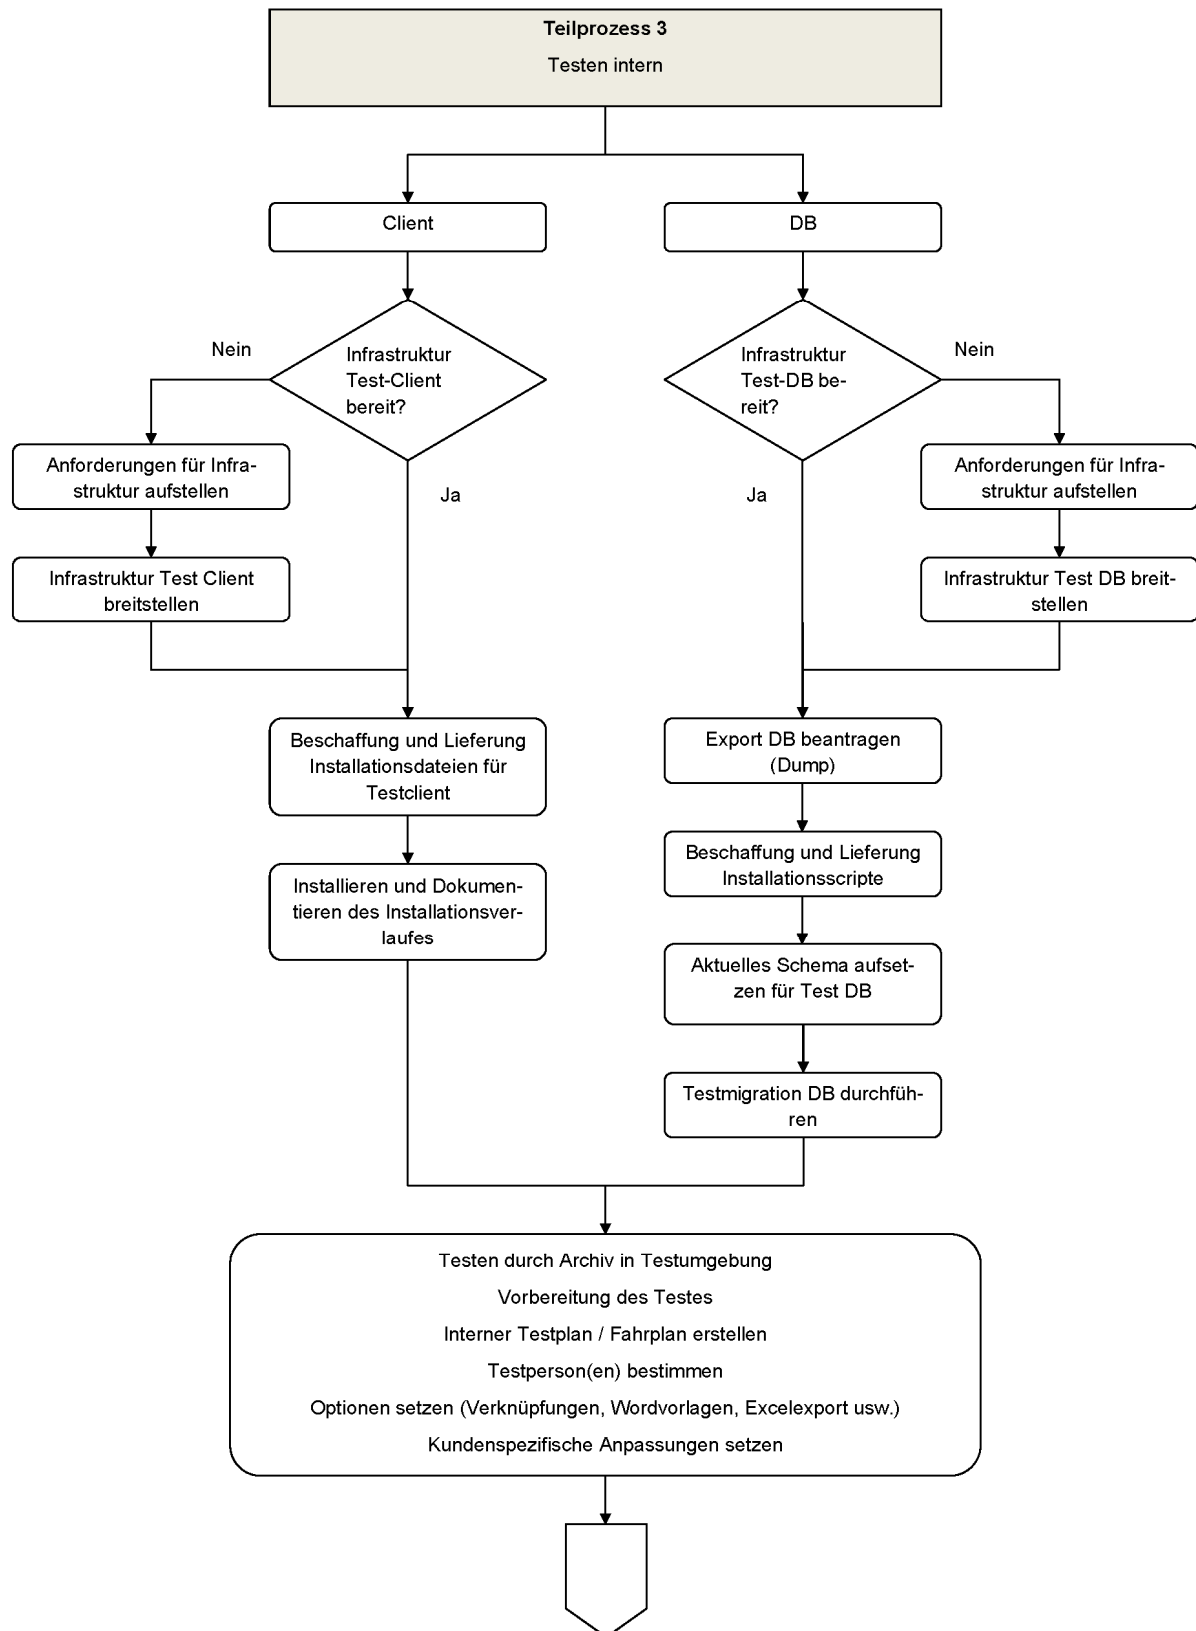 Teilprozess 3
Testen intern
Client
DB
Nein
Infrastruktur
Test-Client
bereit?
Infrastruktur
Test-DB be-
reit?
Nein
Anforderungen für Infra-
struktur aufstellen
Ja
Ja
Anforderungen für Infra-
struktur aufstellen
Infrastruktur Test Client
breitstellen
Infrastruktur Test DB breit-
stellen
Beschaffung und Lieferung
Installationsdateien für
Testclient
Export DB beantragen
(Dump)
Beschaffung und Lieferung
Installationsscripte
Installieren und Dokumen-
tieren des Installationsver-
laufes
Aktuelles Schema aufset-
zen für Test DB
Testmigration DB durchfüh-
ren
Testen durch Archiv in Testumgebung
Vorbereitung des Testes
Interner Testplan / Fahrplan erstellen
Testperson(en) bestimmen
Optionen setzen (Verknüpfungen, Wordvorlagen, Excelexport usw.)
Kundenspezifische Anpassungen setzen